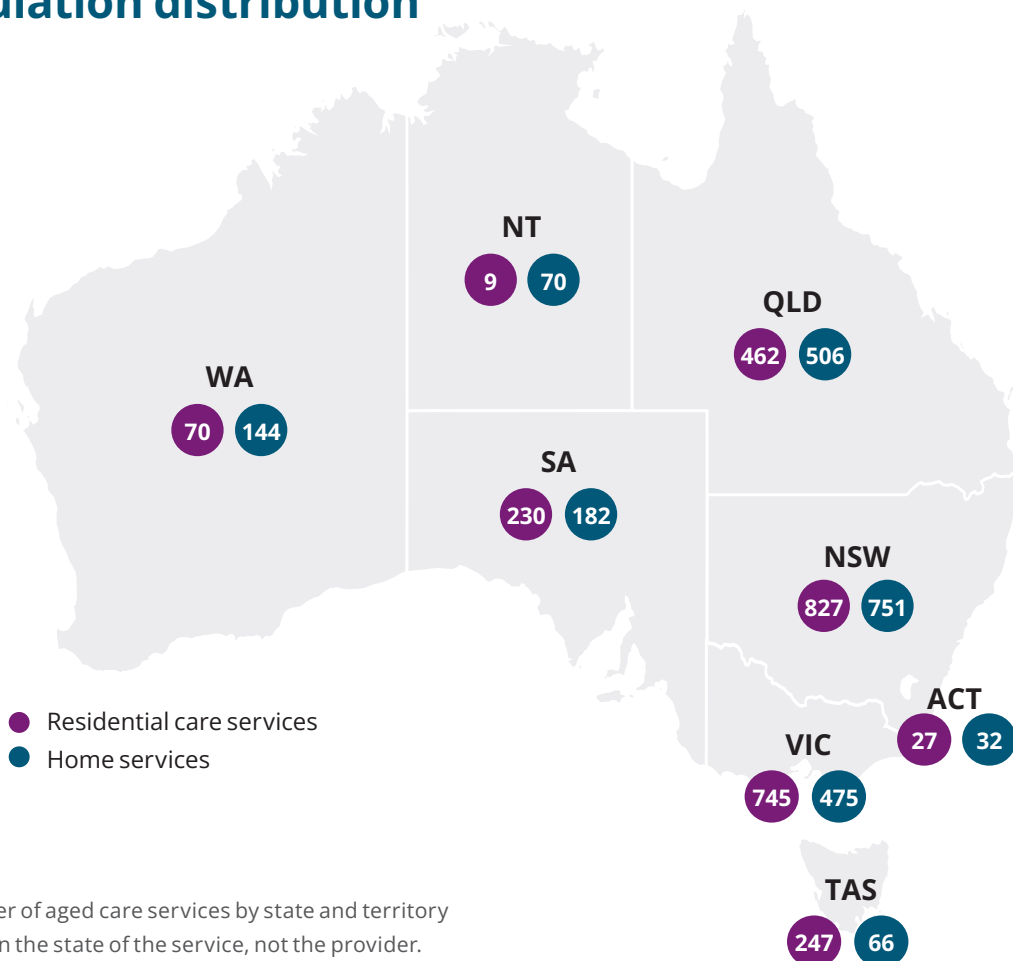 distribution
NT
9 70
QLD
462 506
WA
70 144
SA
230 182
NSW
827 751
ACT
27 32
Residential care services
Home services
VIC
745 475
TAS
247 66
of aged care services by state and territory
the state of the service, not the provider.